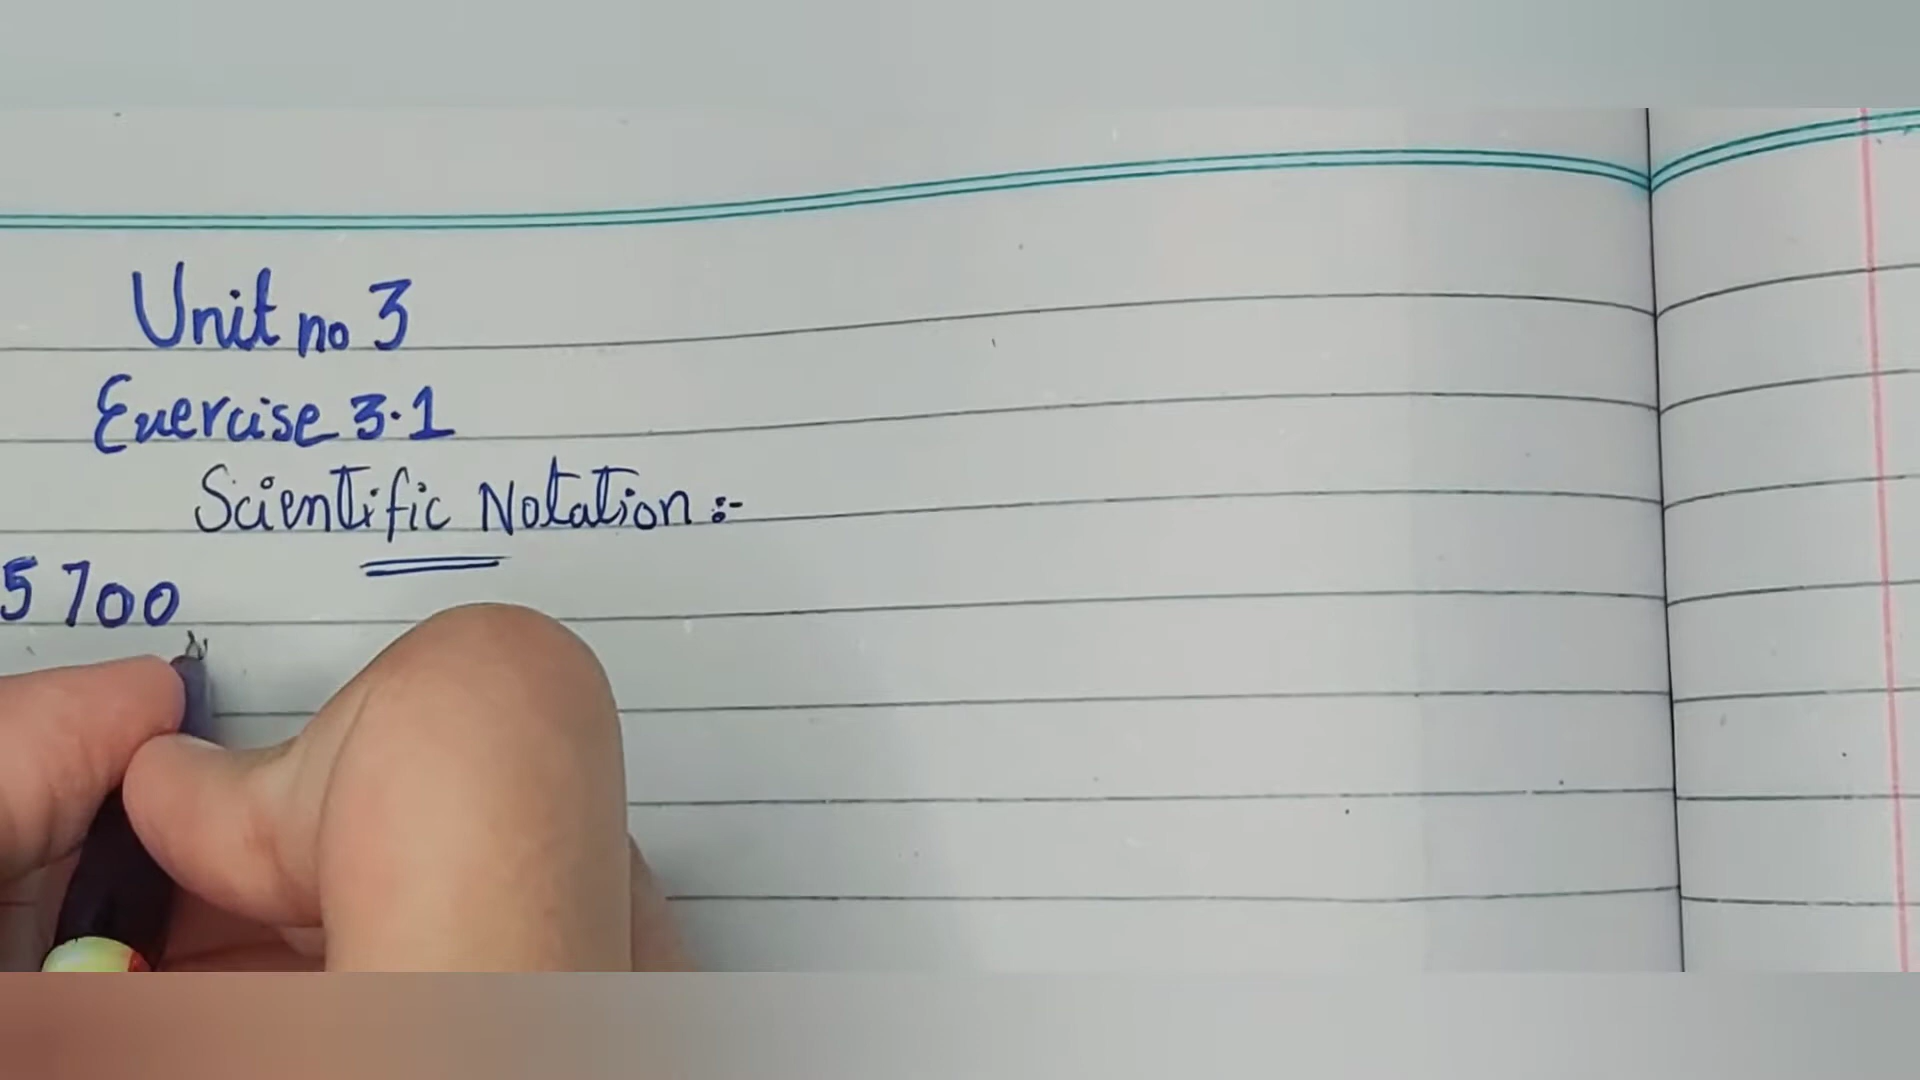 Unit no 3
Exercise 3.1
Scientific Notation :-
5700